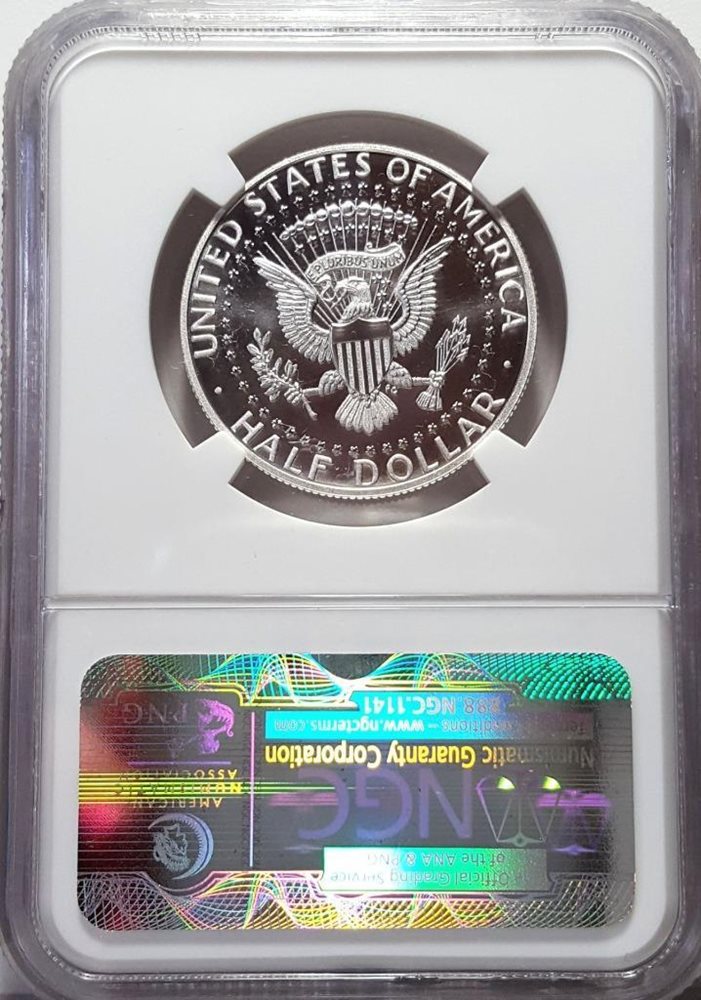 UNITED STATES OF AMERICA
E PLURIBUS UNUM
HALF DOLLAR
Official Grading Service
of the ANA & PNG
NGC
Numismatic Guaranty Corporation
www.ngcterms.com
888.NGC.1141
AMERICAN
NUMISMATIC
ASSOCIATION
PNG